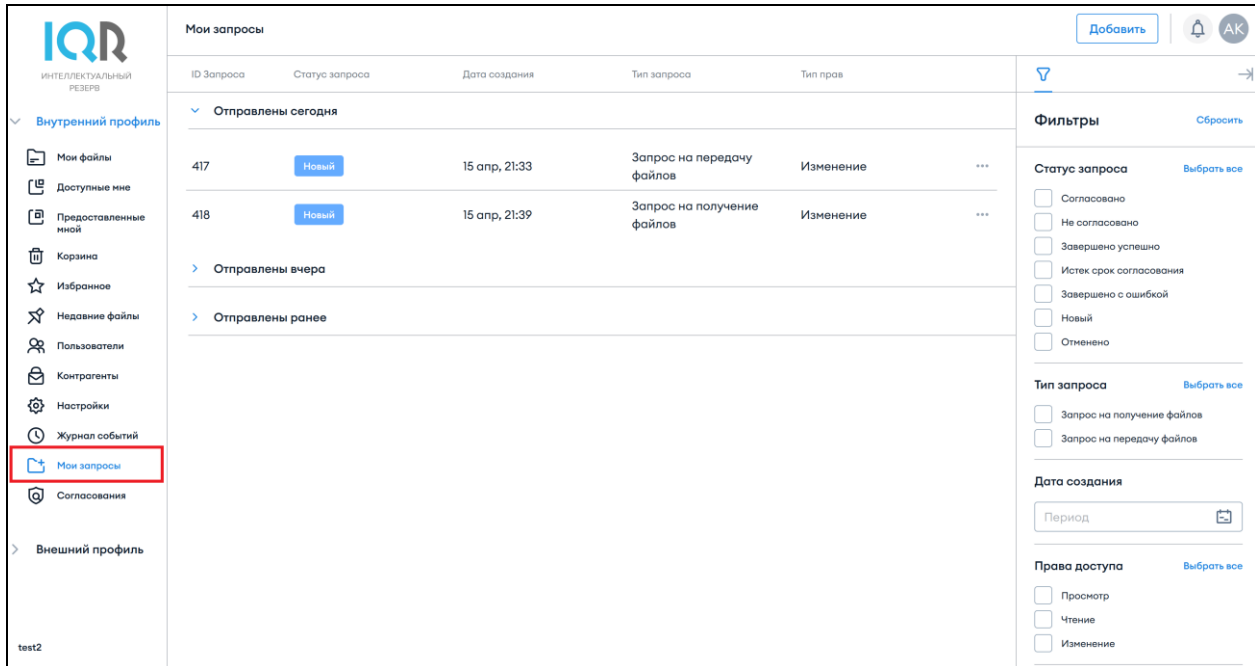 IQR
ИНТЕЛЛЕКТУАЛЬНЫЙ
РЕЗЕРВ
Внутренний профиль
Мои файлы
Доступные мне
Предоставленные
мной
Корзина
Избранное
Недавние файлы
Пользователи
Контрагенты
Настройки
Журнал событий
Мои запросы
Согласования
Внешний профиль
test2
Мои запросы
Добавить
AK
ID Запроса Статус запроса Дата создания Тип запроса Тип прав
Отправлены сегодня
417 Новый 15 апр, 21:33 Запрос на передачу
файлов Изменение
418 Новый 15 апр, 21:39 Запрос на получение
файлов Изменение
Отправлены вчера
Отправлены ранее
Фильтры Сбросить
Статус запроса Выбрать все
Согласовано
Не согласовано
Завершено успешно
Истек срок согласования
Завершено с ошибкой
Новый
Отменено
Тип запроса Выбрать все
Запрос на получение файлов
Запрос на передачу файлов
Дата создания
Период
Права доступа Выбрать все
Просмотр
Чтение
Изменение